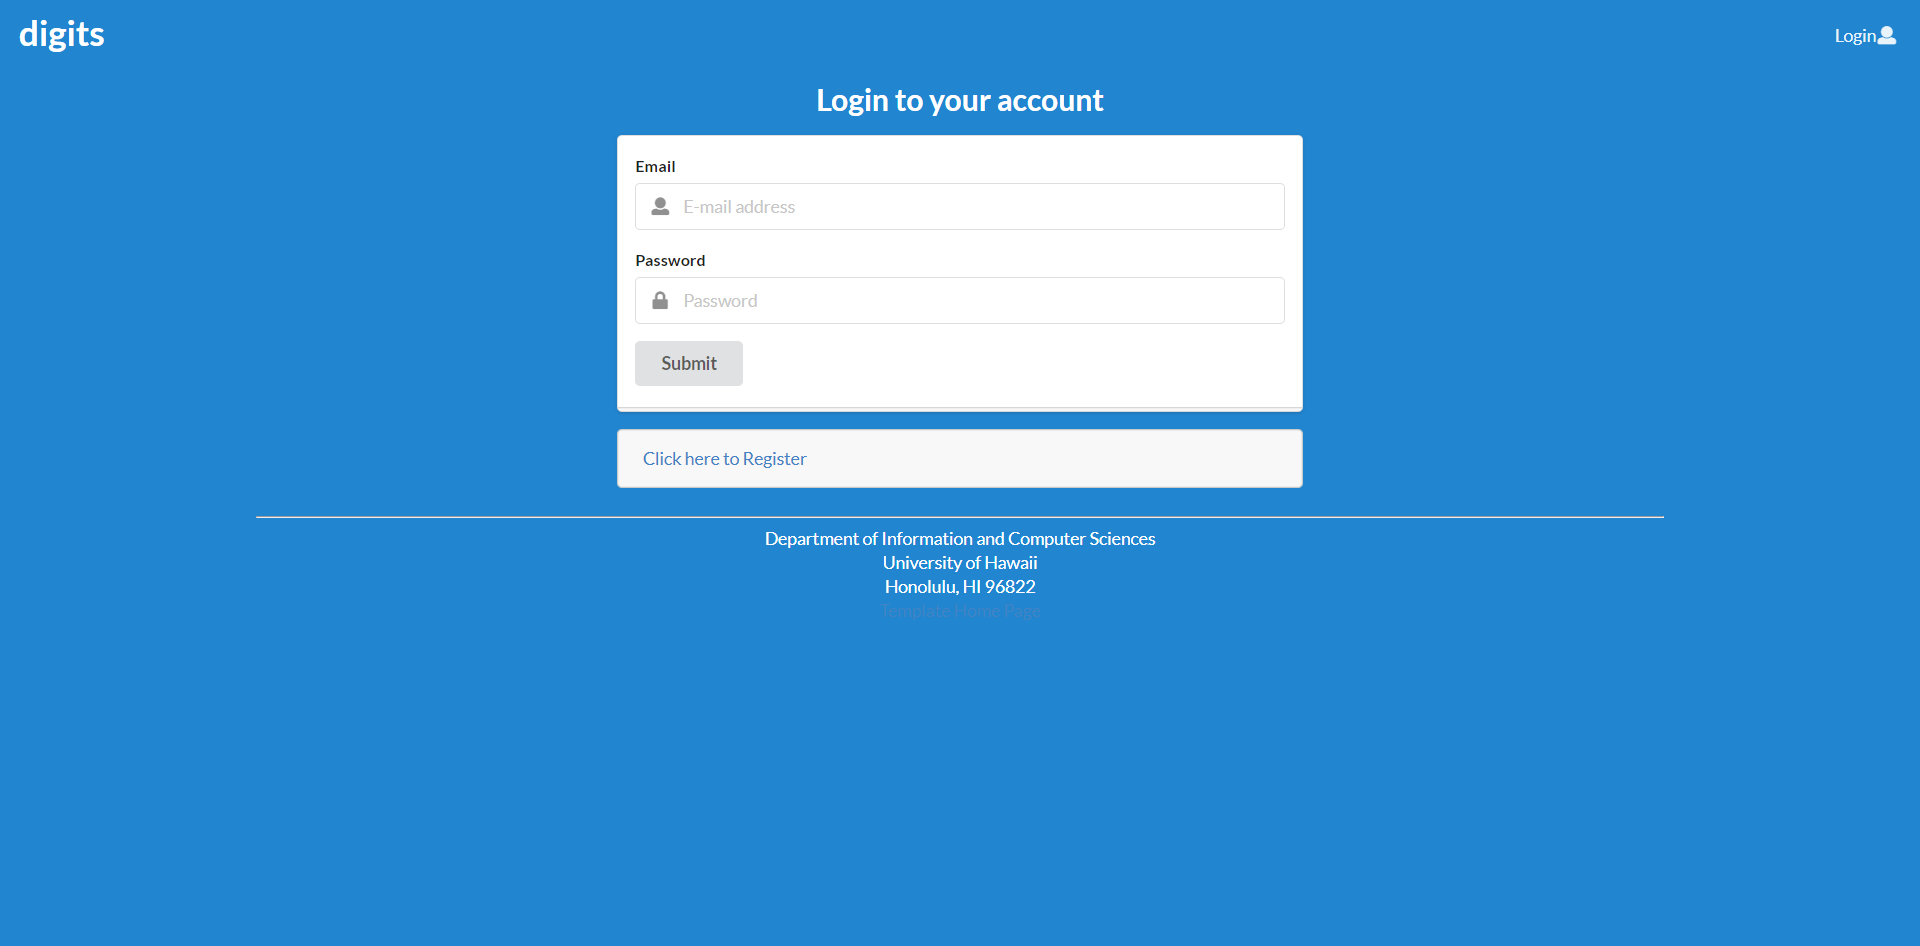 digits
Login
Login to your account
Email
E-mail address
Password
Password
Submit
Click here to Register
Department of Information and Computer Sciences
University of Hawaii
Honolulu, HI 96822
Template Home Page